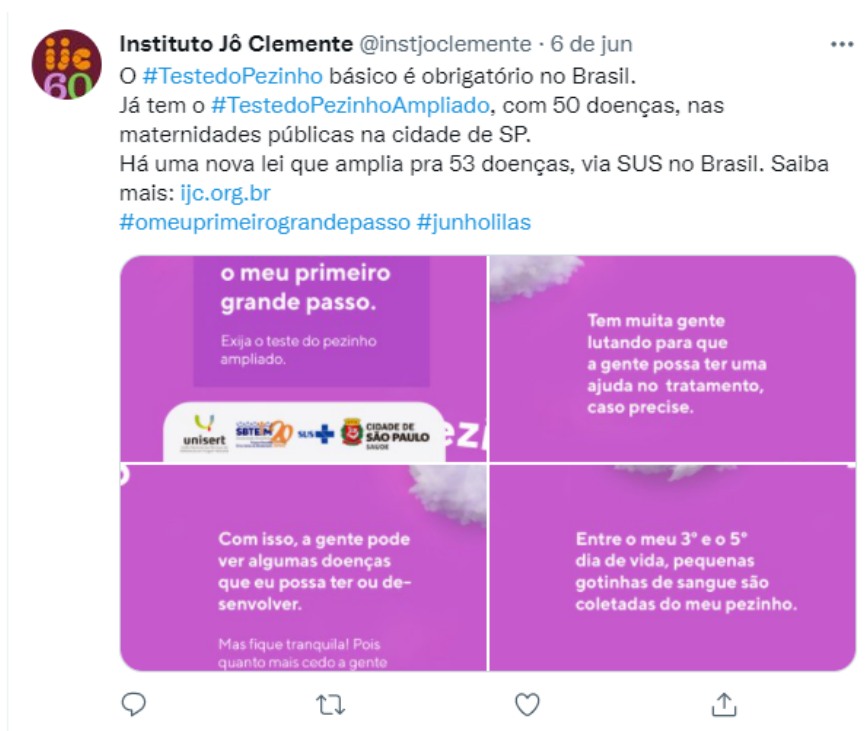 ijc
60
Instituto Jô Clemente @instjoclemente · 6 de jun
O #TestedoPezinho básico é obrigatório no Brasil.
Já tem o #TestedoPezinhoAmpliado, com 50 doenças, nas
maternidades públicas na cidade de SP.
Há uma nova lei que amplia pra 53 doenças, via SUS no Brasil. Saiba
mais: ijc.org.br
#omeuprimeirograndepasso #junholilas
o meu primeiro
grande passo.
Exija o teste do pezinho
ampliado.
unisert
SBTEIM 20
SUS
CIDADE DE
SÃO PAULO
SAÚDE
ezi
Tem muita gente
lutando para que
a gente possa ter uma
ajuda no tratamento,
caso precise.
Com isso, a gente pode
ver algumas doenças
que eu possa ter ou de-
senvolver.
Mas fique tranquila! Pois
quanto mais cedo a gente
Entre o meu 3° e o 5°
dia de vida, pequenas
gotinhas de sangue são
coletadas do meu pezinho.